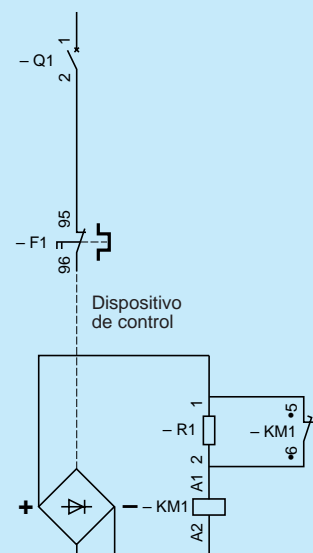 1
– Q1
2
95
– F1
96
Dispositivo
de control
1
– R1
2
•5
– KM1
•6
A1
+
–
– KM1
A2